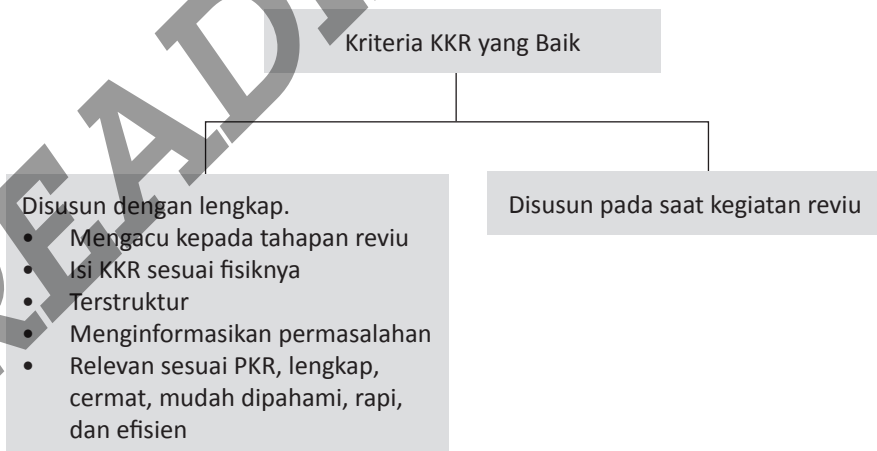 Kriteria KKR yang Baik
Disusun dengan lengkap.
• Mengacu kepada tahapan reviu
• Isi KKR sesuai fisiknya
• Terstruktur
• Menginformasikan permasalahan
• Relevan sesuai PKR, lengkap,
cermat, mudah dipahami, rapi,
dan efisien
Disusun pada saat kegiatan reviu